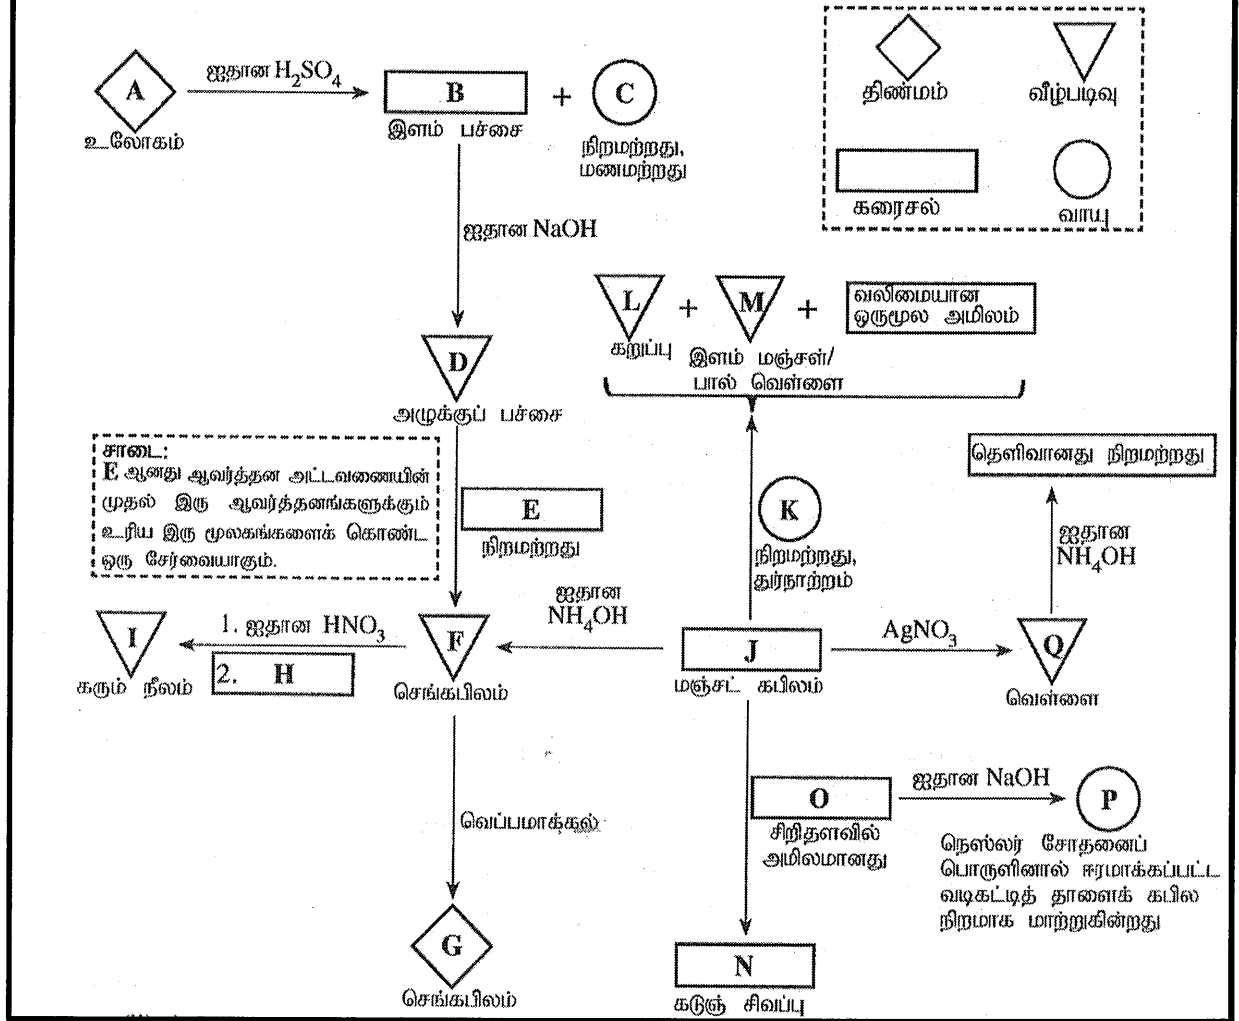 A
உலோகம்
ஐதான H₂SO₄
B
இளம் பச்சை
+
C
நிறமற்றது,
மணமற்றது
திண்மம்
வீழ்படிவு
கரைசல்
வாயு
ஐதான NaOH
D
அழுக்குப் பச்சை
L
கறுப்பு
+
M
இளம் மஞ்சள்/
பால் வெள்ளை
+
வலிமையான
ஒருமூல அமிலம்
சாடை:
E ஆனது ஆவர்த்தன அட்டவணையின்
முதல் இரு ஆவர்த்தனங்களுக்கும்
உரிய இரு மூலகங்களைக் கொண்ட
ஒரு சேர்வையாகும்.
E
நிறமற்றது
K
நிறமற்றது,
துர்நாற்றம்
தெளிவானது நிறமற்றது
ஐதான
NH₄OH
I
கரும் நீலம்
1. ஐதான HNO₃
2. H
F
செங்கபிலம்
ஐதான
NH₄OH
J
மஞ்சட் கபிலம்
AgNO₃
Q
வெள்ளை
வெப்பமாக்கல்
G
செங்கபிலம்
O
சிறிதளவில்
அமிலமானது
ஐதான NaOH
P
நெஸ்லர் சோதனைப்
பொருளினால் ஈரமாக்கப்பட்ட
வடிகட்டித் தாளைக் கபில
நிறமாக மாற்றுகின்றது
N
கடுஞ் சிவப்பு